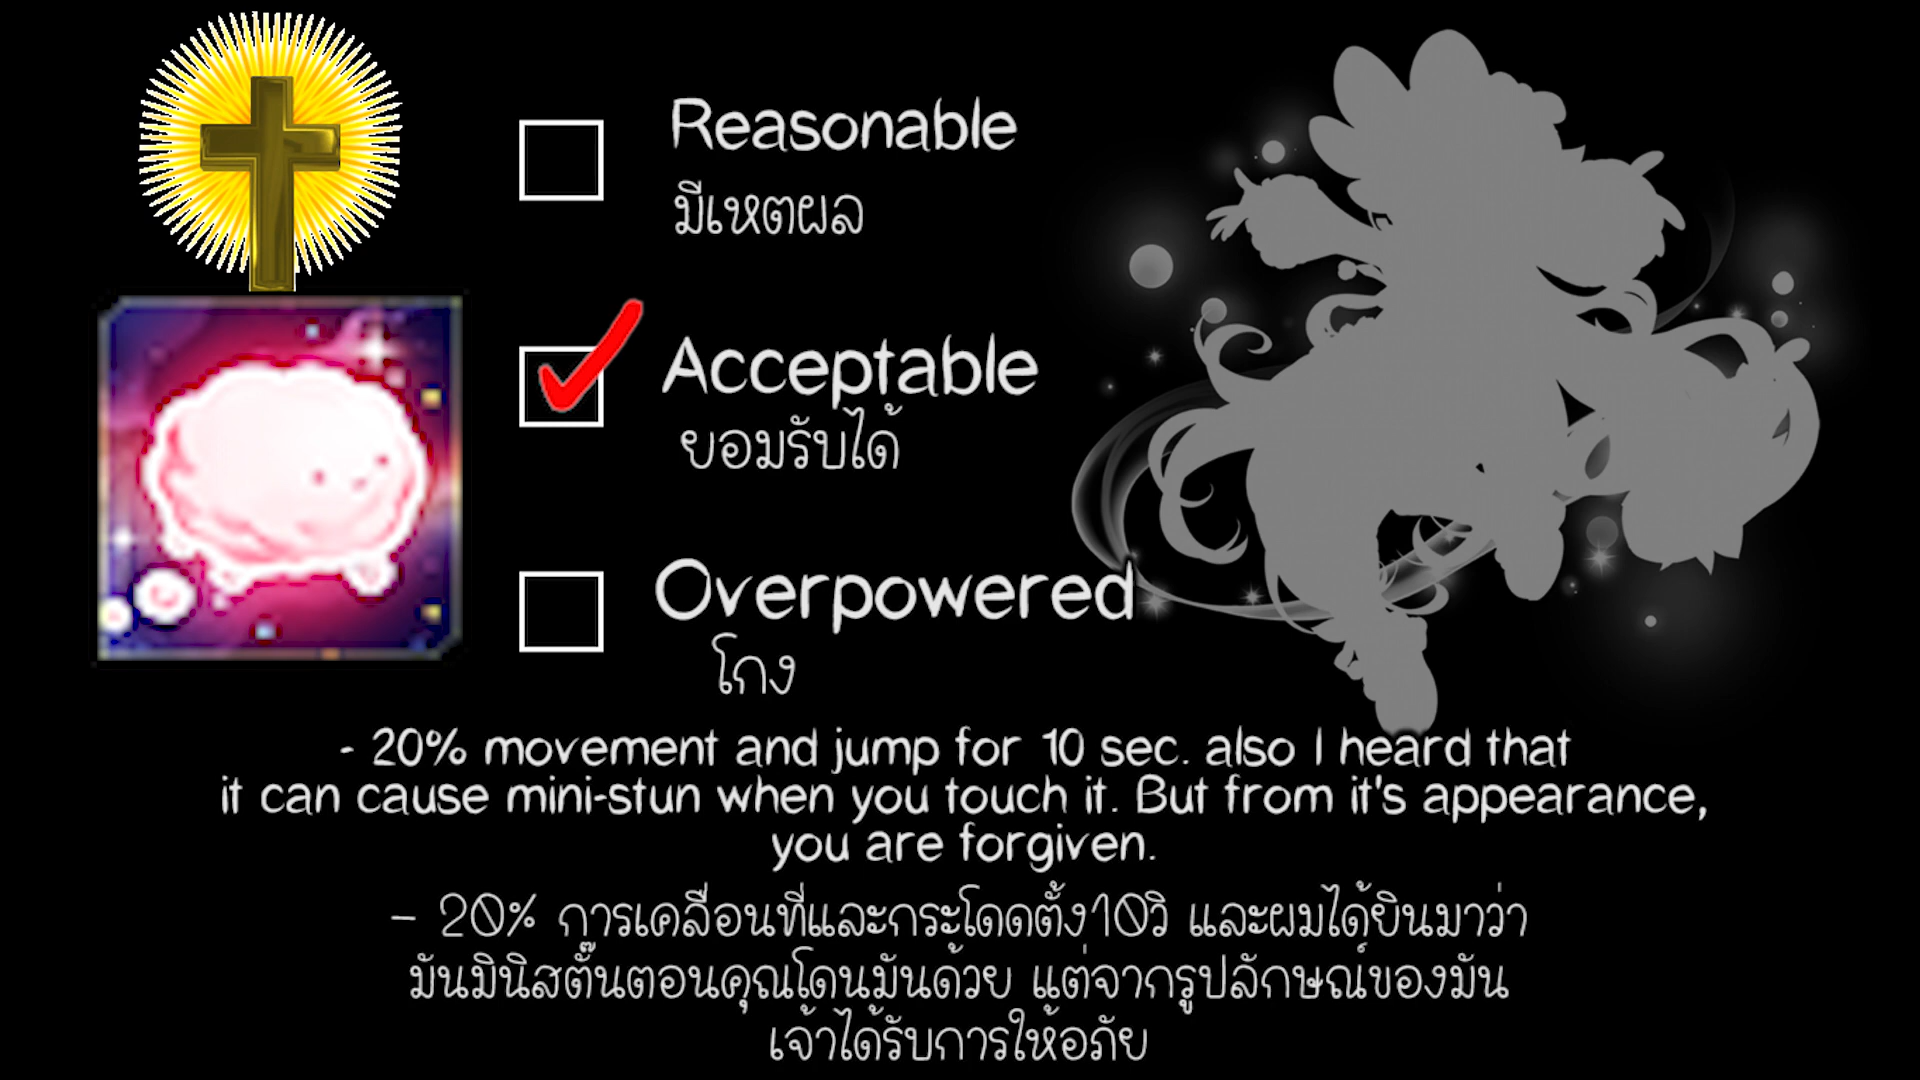 Reasonable
มีเหตผล
Acceptable
ยอมรับได้
Overpowered
โกง
- 20% movement and jump for 10 sec. also I heard that
it can cause mini-stun when you touch it. But from it's appearance,
you are forgiven.
- 20% การเคลือนที่และกระโดดตั้ง10วิ และผมได้ยินมาว่า
มันมินิสตั๊นตอนคุณโดนมันด้วย แต่จากรูปลักษณ์ของมัน
เจ้าได้รับการให้อภัย